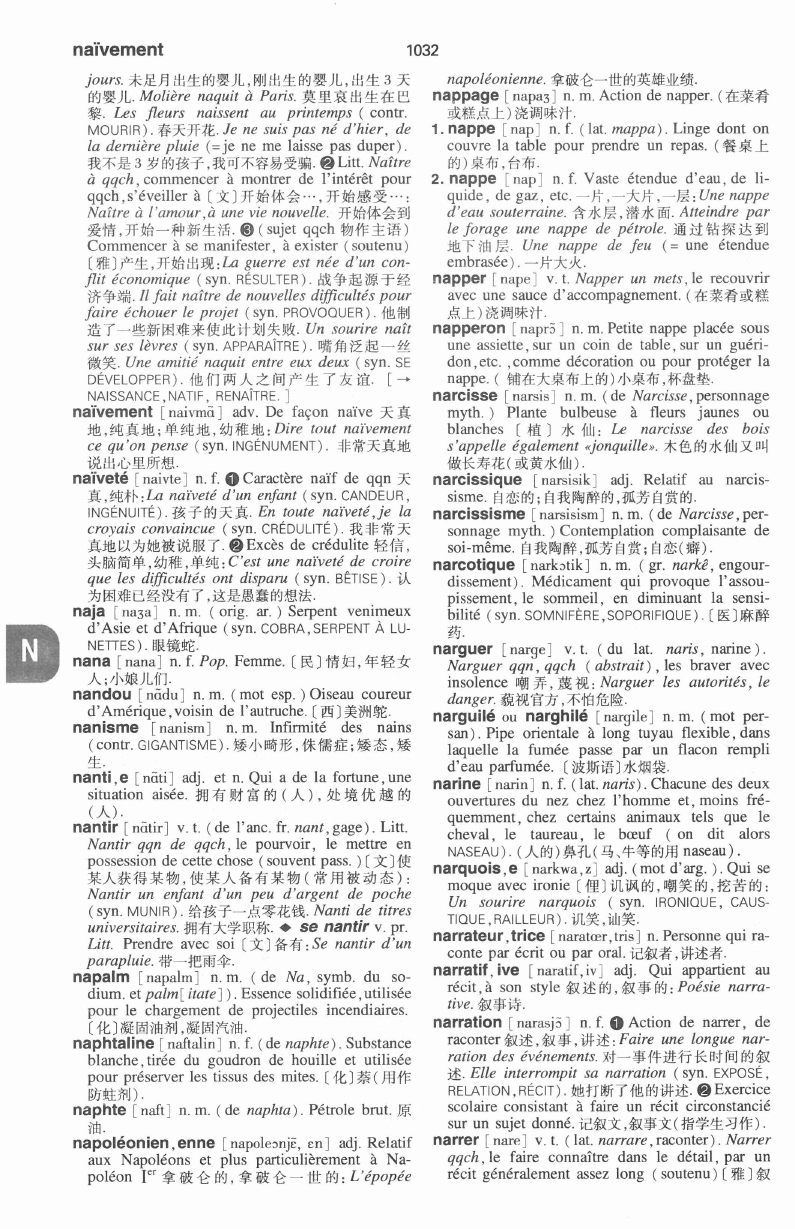 naïvement
1032
jours. 未足月出生的婴儿,刚出生的婴儿,出生 3 天
的婴儿. Molière naquit à Paris. 莫里哀出生在巴
黎. Les fleurs naissent au printemps ( contr.
MOURIR). 春天开花. Je ne suis pas né d'hier, de
la dernière pluie (=je ne me laisse pas duper).
我不是 3 岁的孩子,我可不容易受骗. ❷ Litt. Naître
à qqch, commencer à montrer de l'intérêt pour
qqch,s'éveiller à〔文〕开始体会…,开始感受…:
Naître à l'amour,à une vie nouvelle. 开始体会到
爱情,开始一种新生活. ❸ ( sujet qqch 物作主语)
Commencer à se manifester, à exister (soutenu)
〔雅〕产生,开始出现:La guerre est née d'un con-
flit économique (syn. RÉSULTER). 战争起源于经
济争端. Il fait naître de nouvelles difficultés pour
faire échouer le projet (syn. PROVOQUER). 他制
造了一些新困难来使此计划失败. Un sourire naît
sur ses lèvres ( syn. APPARAÎTRE). 嘴角泛起一丝
微笑. Une amitié naquit entre eux deux (syn. SE
DÉVELOPPER). 他们两人之间产生了友谊. [ →
NAISSANCE,NATIF, RENAÎTRE. ]
naïvement [naivmɑ̃] adv. De façon naïve 天真
地,纯真地;单纯地,幼稚地:Dire tout naïvement
ce qu'on pense (syn. INGÉNUMENT). 非常天真地
说出心里所想.
naïveté [naivte] n. f. ❶ Caractère naïf de qqn 天
真,纯朴:La naïveté d'un enfant (syn. CANDEUR,
INGÉNUITÉ). 孩子的天真. En toute naïveté,je la
croyais convaincue ( syn. CRÉDULITÉ). 我非常天
真地以为她被说服了. ❷ Excès de crédulite 轻信,
头脑简单,幼稚,单纯:C'est une naïveté de croire
que les difficultés ont disparu (syn. BÊTISE). 认
为困难已经没有了,这是愚蠢的想法.
naja [naʒa] n. m. ( orig. ar. ) Serpent venimeux
d'Asie et d'Afrique (syn. COBRA,SERPENT À LU-
NETTES). 眼镜蛇.
nana [nana] n. f. Pop. Femme.〔民〕情妇,年轻女
人;小娘儿们.
nandou [nɑ̃du] n. m. (mot esp. ) Oiseau coureur
d'Amérique,voisin de l'autruche.〔西〕美洲鸵.
nanisme [nanism] n. m. Infirmité des nains
(contr. GIGANTISME). 矮小畸形,侏儒症;矮态,矮
生.
nanti,e [nɑ̃ti] adj. et n. Qui a de la fortune,une
situation aisée. 拥有财富的(人),处境优越的
(人).
nantir [nɑ̃tir] v. t. (de l'anc. fr. nant,gage). Litt.
Nantir qqn de qqch, le pourvoir, le mettre en
possession de cette chose (souvent pass. )〔文〕使
某人获得某物,使某人备有某物(常用被动态):
Nantir un enfant d'un peu d'argent de poche
(syn. MUNIR). 给孩子一点零花钱. Nanti de titres
universitaires. 拥有大学职称. ◆ se nantir v. pr.
Litt. Prendre avec soi〔文〕备有:Se nantir d'un
parapluie. 带一把雨伞.
napalm [napalm] n. m. ( de Na, symb. du so-
dium. et palm[itate]). Essence solidifiée,utilisée
pour le chargement de projectiles incendiaires.
〔化〕凝固油剂,凝固汽油.
naphtaline [naftalin] n. f. (de naphte). Substance
blanche,tirée du goudron de houille et utilisée
pour préserver les tissus des mites.〔化〕萘(用作
防蛀剂).
naphte [naft] n. m. (de naphta). Pétrole brut. 原
油.
napoléonien,enne [napoleɔnjɛ̃, ɛn] adj. Relatif
aux Napoléons et plus particulièrement à Na-
poléon Ier 拿破仑的,拿破仑一世的:L'épopée
N
napoléonienne. 拿破仑一世的英雄业绩.
nappage [napaʒ] n. m. Action de napper. (在菜肴
或糕点上)浇调味汁.
1. nappe [nap] n. f. (lat. mappa). Linge dont on
couvre la table pour prendre un repas. (餐桌上
的)桌布,台布.
2. nappe [nap] n. f. Vaste étendue d'eau, de li-
quide, de gaz, etc. 一片,一大片,一层:Une nappe
d'eau souterraine. 含水层,潜水面. Atteindre par
le forage une nappe de pétrole. 通过钻探达到
地下油层. Une nappe de feu (= une étendue
embrasée). 一片大火.
napper [nape] v. t. Napper un mets,le recouvrir
avec une sauce d'accompagnement. (在菜肴或糕
点上)浇调味汁.
napperon [naprɔ̃] n. m. Petite nappe placée sous
une assiette,sur un coin de table,sur un guéri-
don,etc. ,comme décoration ou pour protéger la
nappe. ( 铺在大桌布上的)小桌布,杯盘垫.
narcisse [narsis] n. m. (de Narcisse,personnage
myth. ) Plante bulbeuse à fleurs jaunes ou
blanches〔植〕水仙: Le narcisse des bois
s'appelle également «jonquille». 木色的水仙又叫
做长寿花(或黄水仙).
narcissique [narsisik] adj. Relatif au narcis-
sisme. 自恋的;自我陶醉的,孤芳自赏的.
narcissisme [narsisism] n. m. (de Narcisse,per-
sonnage myth. ) Contemplation complaisante de
soi-même. 自我陶醉,孤芳自赏;自恋(癖).
narcotique [narkɔtik] n. m. ( gr. narkê, engour-
dissement). Médicament qui provoque l'assou-
pissement, le sommeil, en diminuant la sensi-
bilité (syn. SOMNIFÈRE,SOPORIFIQUE).〔医〕麻醉
药.
narguer [narge] v. t. ( du lat. naris, narine).
Narguer qqn, qqch ( abstrait), les braver avec
insolence 嘲弄,蔑视: Narguer les autorités, le
danger. 藐视官方,不怕危险.
narguilé ou narghilé [nargile] n. m. ( mot per-
san). Pipe orientale à long tuyau flexible,dans
laquelle la fumée passe par un flacon rempli
d'eau parfumée.〔波斯语〕水烟袋.
narine [narin] n. f. (lat. naris). Chacune des deux
ouvertures du nez chez l'homme et, moins fré-
quemment, chez certains animaux tels que le
cheval, le taureau, le bœuf ( on dit alors
NASEAU). (人的)鼻孔(马、牛等的用 naseau).
narquois,e [narkwa,z] adj. (mot d'arg. ). Qui se
moque avec ironie〔俚〕讥讽的,嘲笑的,挖苦的:
Un sourire narquois ( syn. IRONIQUE, CAUS-
TIQUE,RAILLEUR). 讥笑,讪笑.
narrateur,trice [naratœr,tris] n. Personne qui ra-
conte par écrit ou par oral. 记叙者,讲述者.
narratif,ive [naratif,iv] adj. Qui appartient au
récit,à son style 叙述的,叙事的:Poésie narra-
tive. 叙事诗.
narration [narasjɔ̃] n. f. ❶ Action de narrer, de
raconter 叙述,叙事,讲述:Faire une longue nar-
ration des événements. 对一事件进行长时间的叙
述. Elle interrompit sa narration (syn. EXPOSÉ,
RELATION,RÉCIT). 她打断了他的讲述. ❷ Exercice
scolaire consistant à faire un récit circonstancié
sur un sujet donné. 记叙文,叙事文(指学生习作).
narrer [nare] v. t. (lat. narrare,raconter). Narrer
qqch,le faire connaître dans le détail, par un
récit généralement assez long (soutenu)〔雅〕叙